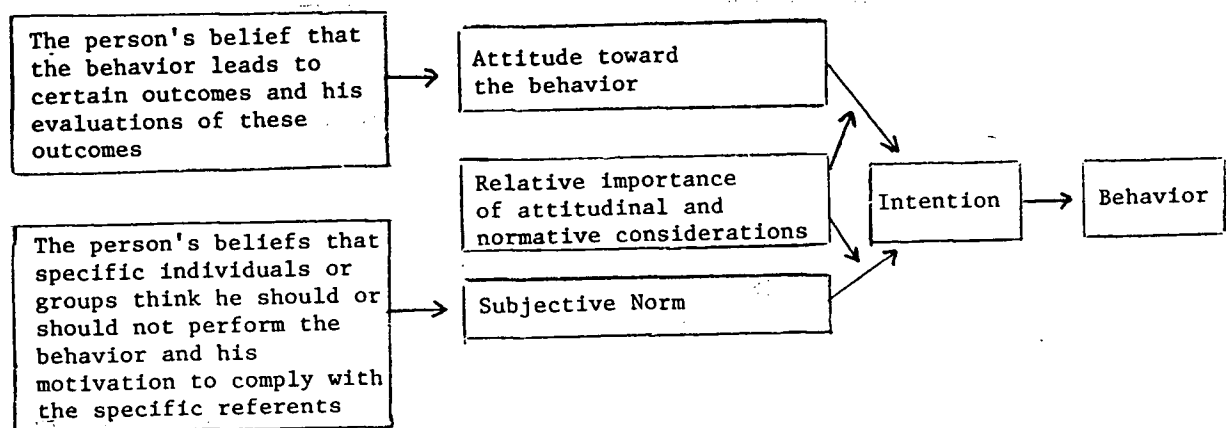 The person's belief that
the behavior leads to
certain outcomes and his
evaluations of these
outcomes
Attitude toward
the behavior
Relative importance
of attitudinal and
normative considerations
Intention
Behavior
The person's beliefs that
specific individuals or
groups think he should or
should not perform the
behavior and his
motivation to comply with
the specific referents
Subjective Norm